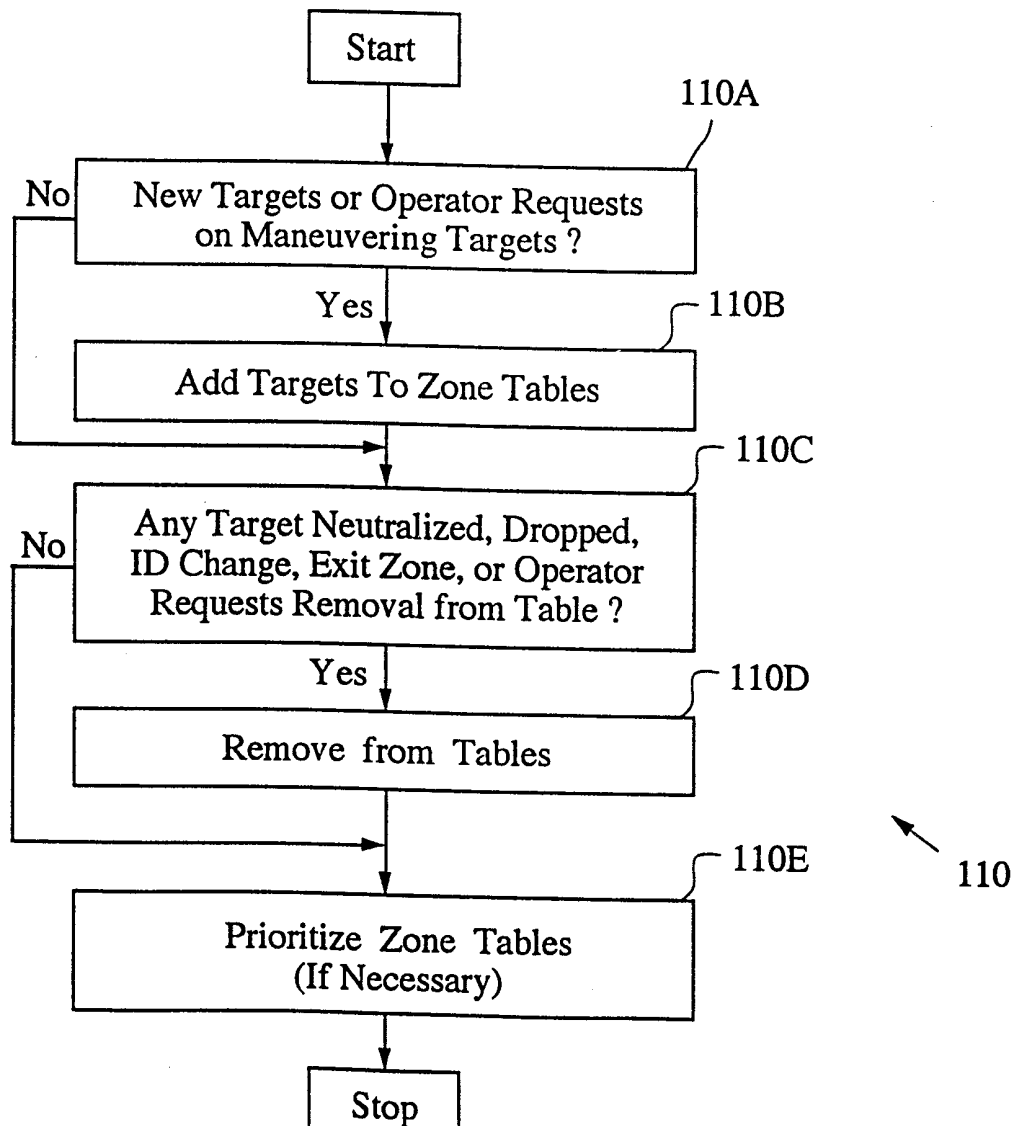 Start
110A
No
New Targets or Operator Requests
on Maneuvering Targets ?
Yes
110B
Add Targets To Zone Tables
110C
No
Any Target Neutralized, Dropped,
ID Change, Exit Zone, or Operator
Requests Removal from Table ?
Yes
110D
Remove from Tables
110E
110
Prioritize Zone Tables
(If Necessary)
Stop